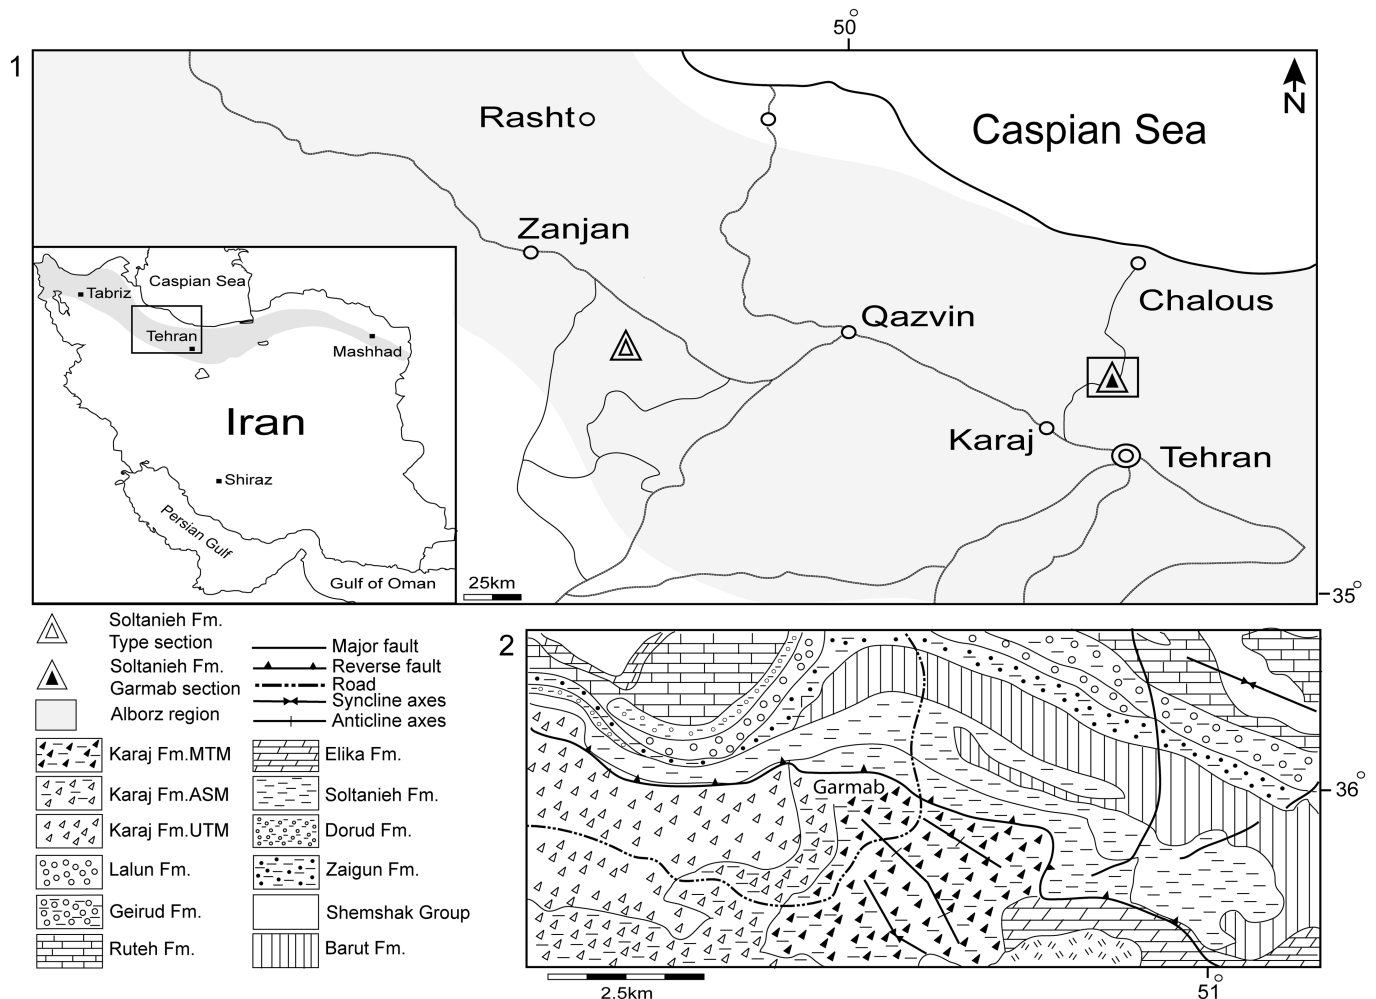 50°
1
N
Rasht
Caspian Sea
Zanjan
Chalous
Qazvin
Karaj
Tehran
25km
35°
Caspian Sea
Tabriz
Tehran
Mashhad
Iran
Shiraz
Persian Gulf
Gulf of Oman
Soltanieh Fm.
Type section
Soltanieh Fm.
Garmab section
Alborz region
Karaj Fm.MTM
Karaj Fm.ASM
Karaj Fm.UTM
Lalun Fm.
Geirud Fm.
Ruteh Fm.
Major fault
Reverse fault
Road
Syncline axes
Anticline axes
Elika Fm.
Soltanieh Fm.
Dorud Fm.
Zaigun Fm.
Shemshak Group
Barut Fm.
2
Garmab
36°
2.5km
51°